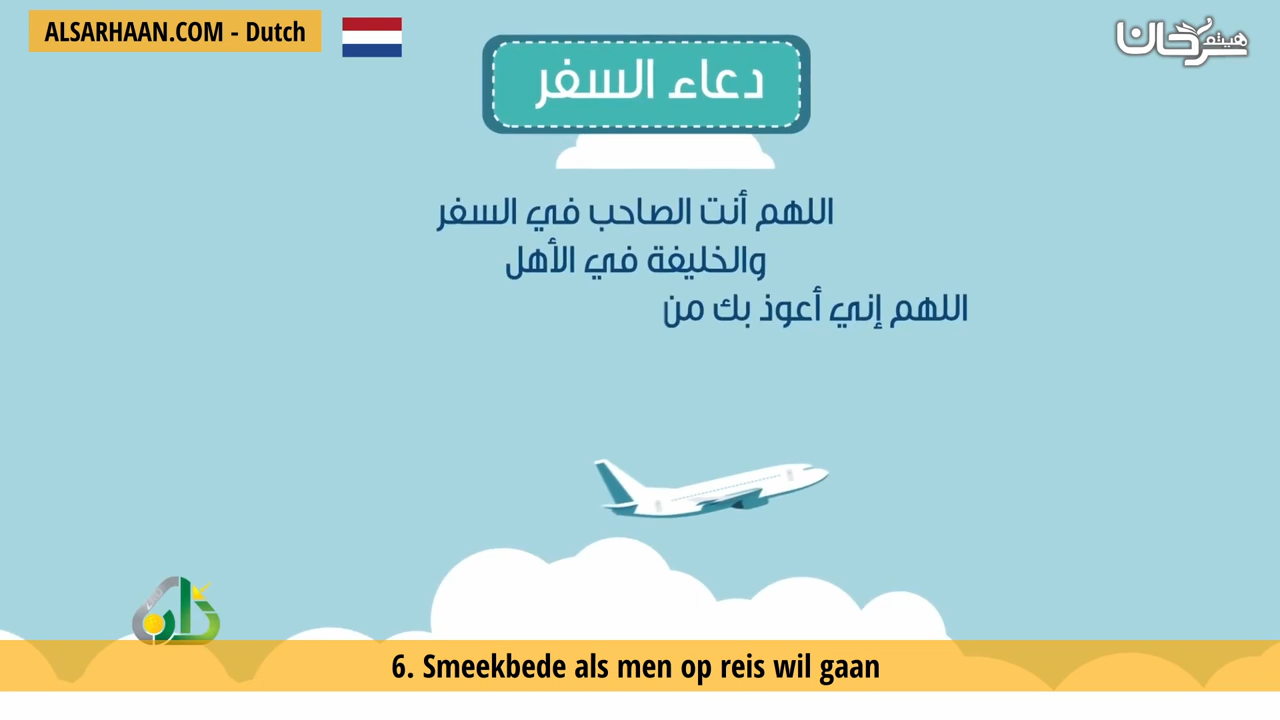 ALSARHAAN.COM - Dutch
هيثم سرحان
دعاء السفر
اللهم أنت الصاحب في السفر
والخليفة في الأهل
اللهم إني أعوذ بك من
6. Smeekbede als men op reis wil gaan